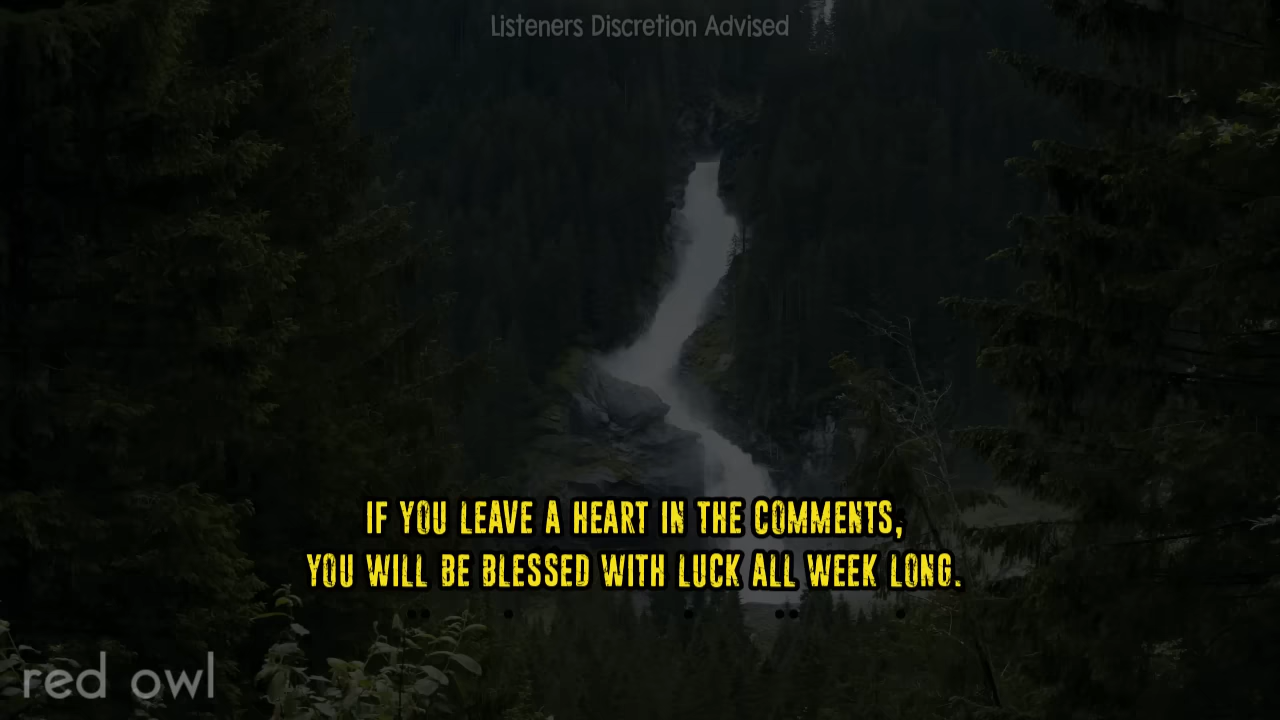 Listeners Discretion Advised
IF YOU LEAVE A HEART IN THE COMMENTS,
YOU WILL BE BLESSED WITH LUCK ALL WEEK LONG.
red owl